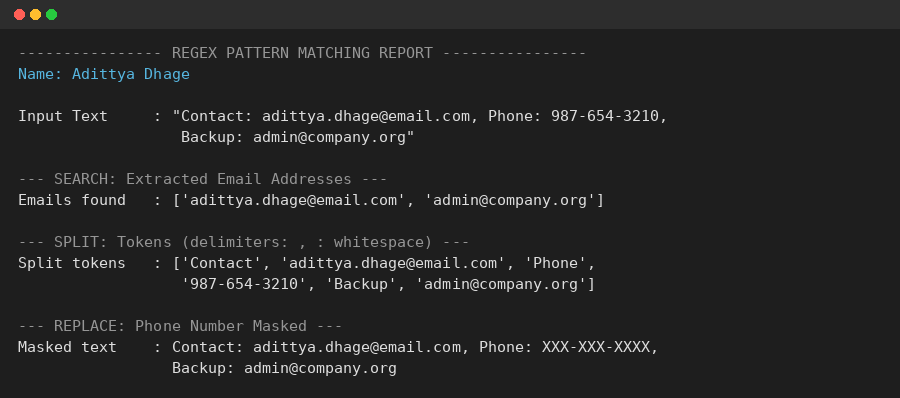 ---------------- REGEX PATTERN MATCHING REPORT ----------------
Name: Adittya Dhage
Input Text     : "Contact: adittya.dhage@email.com, Phone: 987-654-3210,
                  Backup: admin@company.org"
--- SEARCH: Extracted Email Addresses ---
Emails found   : ['adittya.dhage@email.com', 'admin@company.org']
--- SPLIT: Tokens (delimiters: , : whitespace) ---
Split tokens   : ['Contact', 'adittya.dhage@email.com', 'Phone',
                  '987-654-3210', 'Backup', 'admin@company.org']
--- REPLACE: Phone Number Masked ---
Masked text    : Contact: adittya.dhage@email.com, Phone: XXX-XXX-XXXX,
                 Backup: admin@company.org